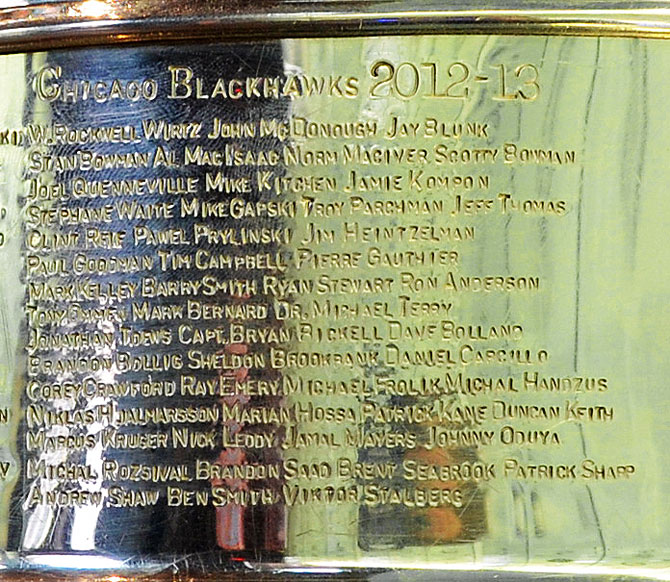 CHICAGO BLACKHAWKS 2012-13
W. ROCKWELL WIRTZ JOHN MCDONOUGH JAY BLUNK
STAN BOWMAN AL MACISAAC NORM MACIVER SCOTTY BOWMAN
JOEL QUENNEVILLE MIKE KITCHEN JAMIE KOMPON
STEPHANE WAITE MIKE GAPSKI TROY PARCHMAN JEFF THOMAS
CLINT REIF PAWEL PRYLINSKI JIM HEINTZELMAN
PAUL GOODMAN TIM CAMPBELL PIERRE GAUTHIER
MARK KELLEY BARRY SMITH RYAN STEWART RON ANDERSON
TONY OMMEN MARK BERNARD DR. MICHAEL TERRY
JONATHAN TOEWS CAPT. BRYAN BICKELL DAVE BOLLAND
BRANDON BOLLIG SHELDON BROOKBANK DANIEL CARCILLO
COREY CRAWFORD RAY EMERY MICHAEL FROLIK MICHAL HANDZUS
NIKLAS HJALMARSSON MARIAN HOSSA PATRICK KANE DUNCAN KEITH
MARCUS KRUGER NICK LEDDY JAMAL MAYERS JOHNNY ODUYA
MICHAL ROZSIVAL BRANDON SAAD BRENT SEABROOK PATRICK SHARP
ANDREW SHAW BEN SMITH VIKTOR STALBERG